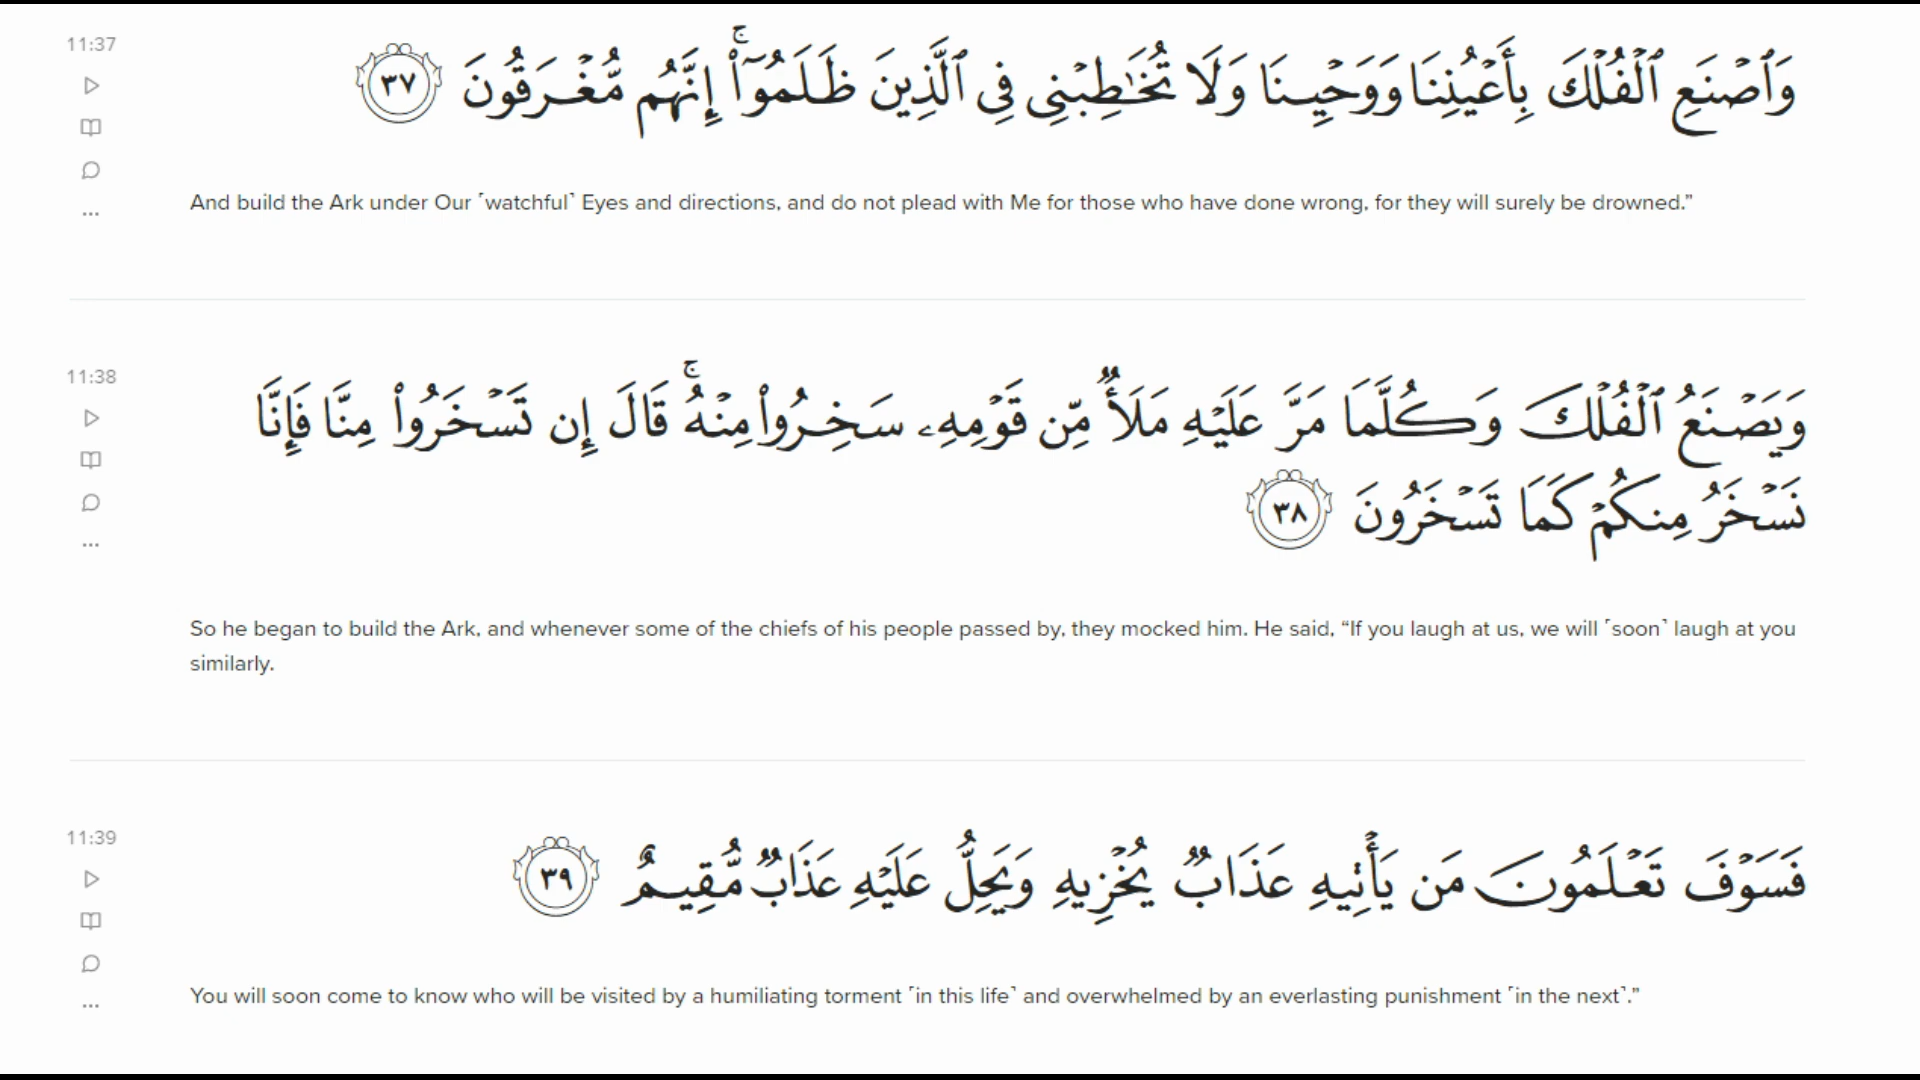 11:37
وَٱصۡنَعِ ٱلۡفُلۡكَ بِأَعۡيُنِنَا وَوَحۡيِنَا وَلَا تُخَٰطِبۡنِي فِي ٱلَّذِينَ ظَلَمُوٓاْۚ إِنَّهُم مُّغۡرَقُونَ ٣٧
And build the Ark under Our ˹watchful˺ Eyes and directions, and do not plead with Me for those who have done wrong, for they will surely be drowned.”
11:38
وَيَصۡنَعُ ٱلۡفُلۡكَ وَكُلَّمَا مَرَّ عَلَيۡهِ مَلَأٞ مِّن قَوۡمِهِۦ سَخِرُواْ مِنۡهُۚ قَالَ إِن تَسۡخَرُواْ مِنَّا فَإِنَّا
نَسۡخَرُ مِنكُمۡ كَمَا تَسۡخَرُونَ ٣٨
So he began to build the Ark, and whenever some of the chiefs of his people passed by, they mocked him. He said, “If you laugh at us, we will ˹soon˺ laugh at you
similarly.
11:39
فَسَوۡفَ تَعۡلَمُونَ مَن يَأۡتِيهِ عَذَابٞ يُخۡزِيهِ وَيَحِلُّ عَلَيۡهِ عَذَابٞ مُّقِيمٌ ٣٩
You will soon come to know who will be visited by a humiliating torment ˹in this life˺ and overwhelmed by an everlasting punishment ˹in the next˺.”